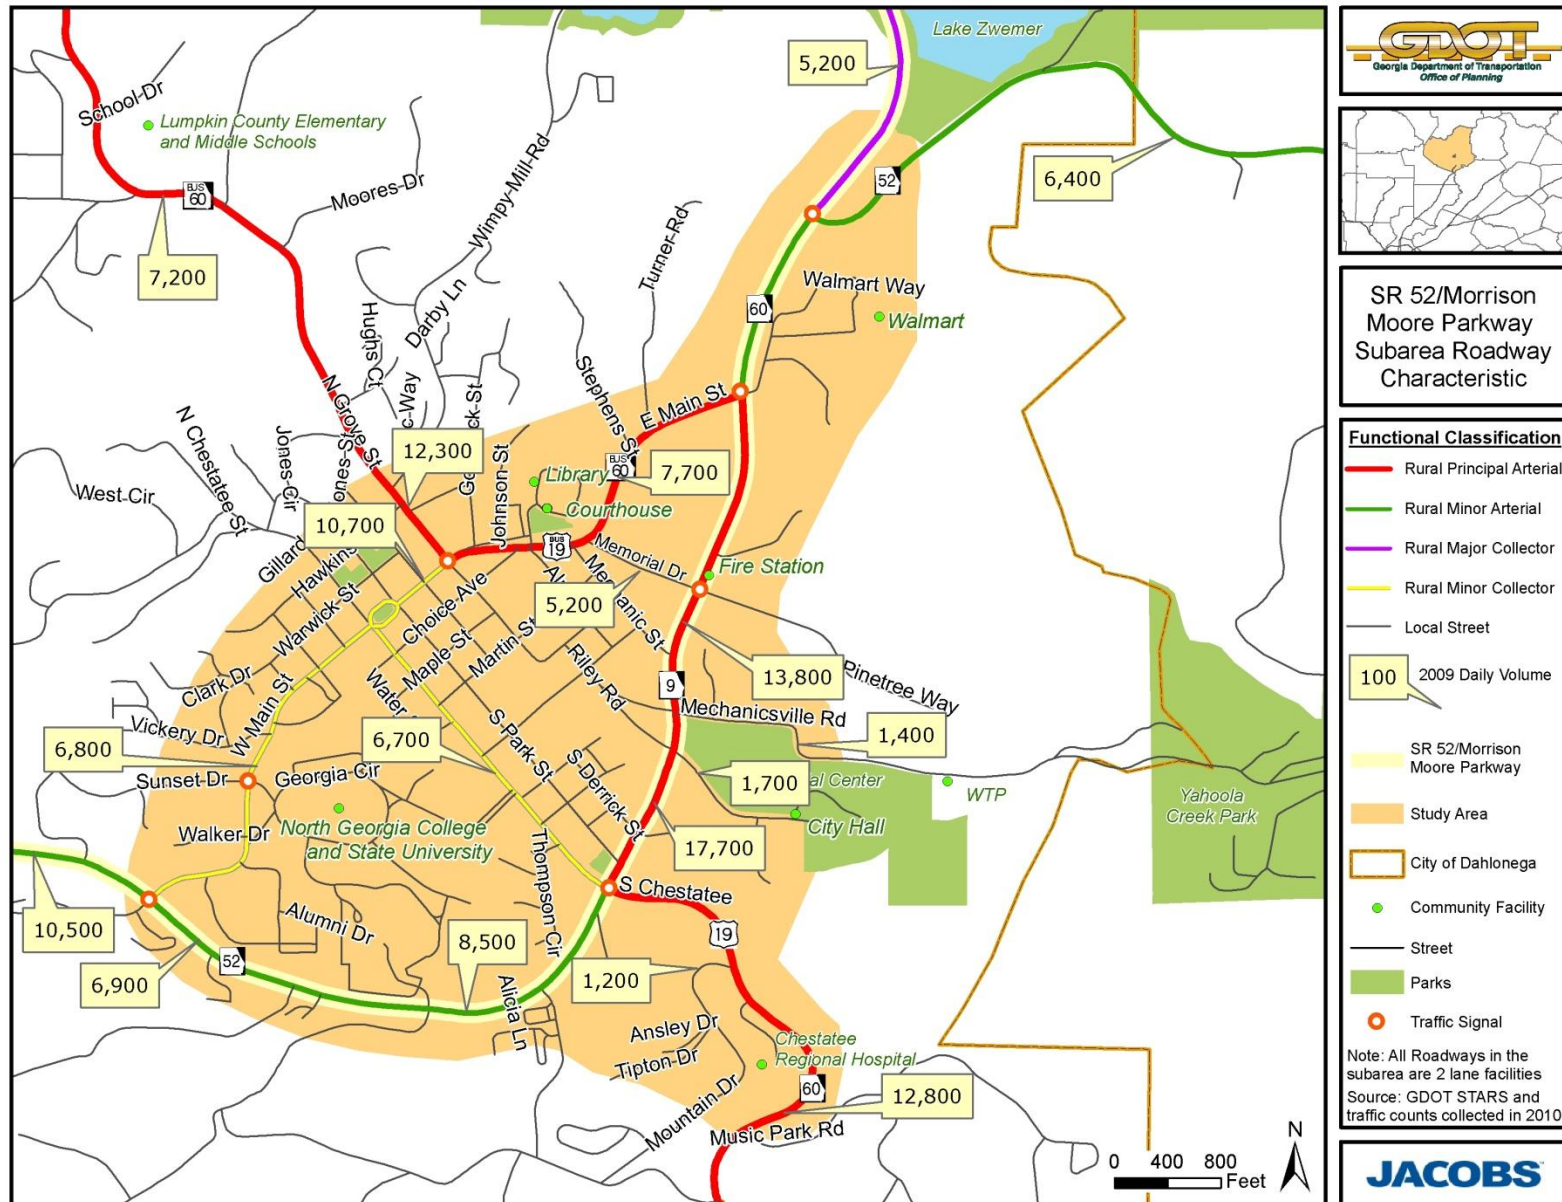 Lake Zwemer
5,200
School Dr
Lumpkin County Elementary
and Middle Schools
BUS
60
Moores Dr
Wimpy Mill Rd
52
6,400
7,200
Turner Rd
Walmart Way
60
Walmart
Hughs Ct
Darby Ln
Stephens St
E Main St
N Grove St
c Way
ck St
N Chestatee St
Jones Cir
12,300
Johnson St
Library
BUS
60
7,700
West Cir
Courthouse
10,700
BUS
19
Gillard
Hawkins
Memorial Dr
Mechanic St
Fire Station
5,200
Choice Ave
Warwick St
Maple St
Martin St
Riley Rd
Clark Dr
9
13,800
Pinetree Way
Water
W Main St
S Park St
Mechanicsville Rd
Vickery Dr
6,800
6,700
1,400
S Derrick St
Sunset Dr
Georgia Cir
1,700
al Center
WTP
Yahoola
Creek Park
North Georgia College
and State University
City Hall
Walker Dr
17,700
Thompson Cir
S Chestatee
10,500
Alumni Dr
19
8,500
52
6,900
1,200
Alicia Ln
Ansley Dr
Tipton Dr
Chestatee
Regional Hospital
60
Mountain Dr
12,800
Music Park Rd
N
0 400 800
Feet
GDOT
Georgia Department of Transportation
Office of Planning
SR 52/Morrison
Moore Parkway
Subarea Roadway
Characteristic
Functional Classification
Rural Principal Arterial
Rural Minor Arterial
Rural Major Collector
Rural Minor Collector
Local Street
100 2009 Daily Volume
SR 52/Morrison
Moore Parkway
Study Area
City of Dahlonega
Community Facility
Street
Parks
Traffic Signal
Note: All Roadways in the
subarea are 2 lane facilities
Source: GDOT STARS and
traffic counts collected in 2010
JACOBS